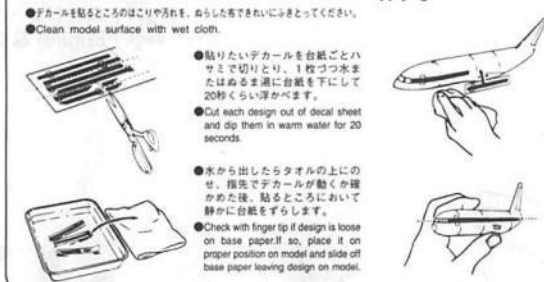 ●デカールを貼るところのほこりや汚れを、ぬらした布できれいにふきとってください。
●Clean model surface with wet cloth.
●貼りたいデカールを台紙ごとハ
サミで切りとり、1枚づつ水ま
たはぬるま湯に台紙を下にして
20秒くらい浮かべます。
●Cut each design out of decal sheet
and dip them in warm water for 20
seconds.
●水から出したらタオルの上にの
せ、指先でデカールが動くか確
かめた後、貼るところにおいて
静かに台紙をずらします。
●Check with finger tip if design is loose
on base paper.If so, place it on
proper position on model and slide off
base paper leaving design on model.